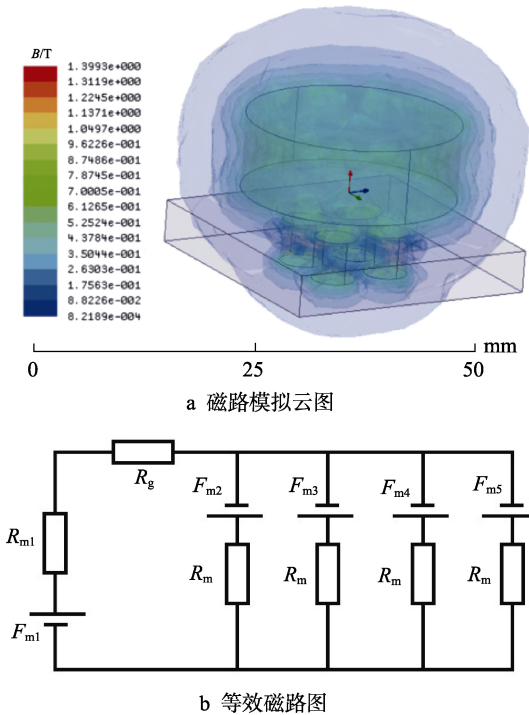 B/T
1.3993e+000
1.3119e+000
1.2245e+000
1.1371e+000
1.0497e+000
9.6226e-001
8.7486e-001
7.8745e-001
7.0005e-001
6.1265e-001
5.2524e-001
4.3784e-001
3.5044e-001
2.6303e-001
1.7563e-001
8.8226e-002
8.2189e-004
0 25 50 mm
a 磁路模拟云图
Rg
Fm2 Fm3 Fm4 Fm5
Rm1
Rm Rm Rm Rm
Fm1
b 等效磁路图